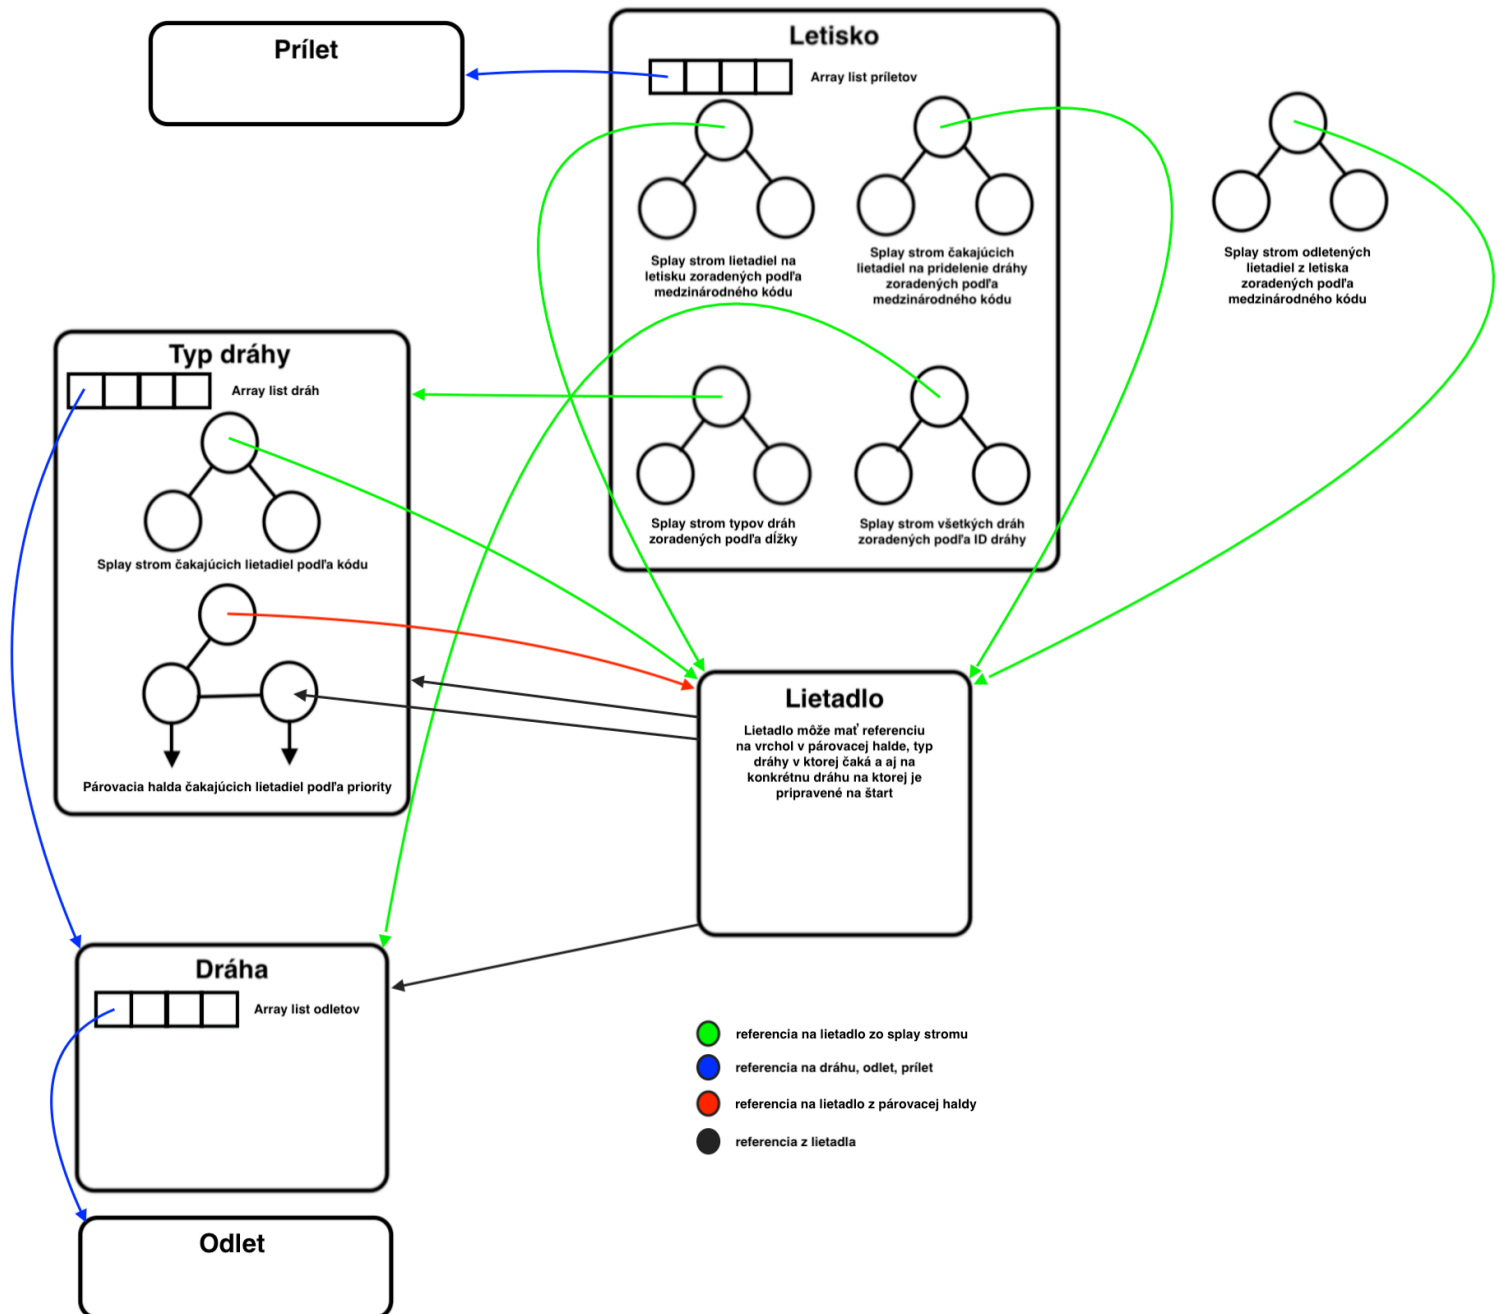 Prílet
Letisko
Array list príletov
Splay strom lietadiel na
letisku zoradených podľa
medzinárodného kódu
Splay strom čakajúcich
lietadiel na pridelenie dráhy
zoradených podľa
medzinárodného kódu
Splay strom odletených
lietadiel z letiska
zoradených podľa
medzinárodného kódu
Splay strom typov dráh
zoradených podľa dĺžky
Splay strom všetkých dráh
zoradených podľa ID dráhy
Typ dráhy
Array list dráh
Splay strom čakajúcich lietadiel podľa kódu
Párovacia halda čakajúcich lietadiel podľa priority
Lietadlo
Lietadlo môže mať referenciu
na vrchol v párovacej halde, typ
dráhy v ktorej čaká a aj na
konkrétnu dráhu na ktorej je
pripravené na štart
Dráha
Array list odletov
Odlet
referencia na lietadlo zo splay stromu
referencia na dráhu, odlet, prílet
referencia na lietadlo z párovacej haldy
referencia z lietadla